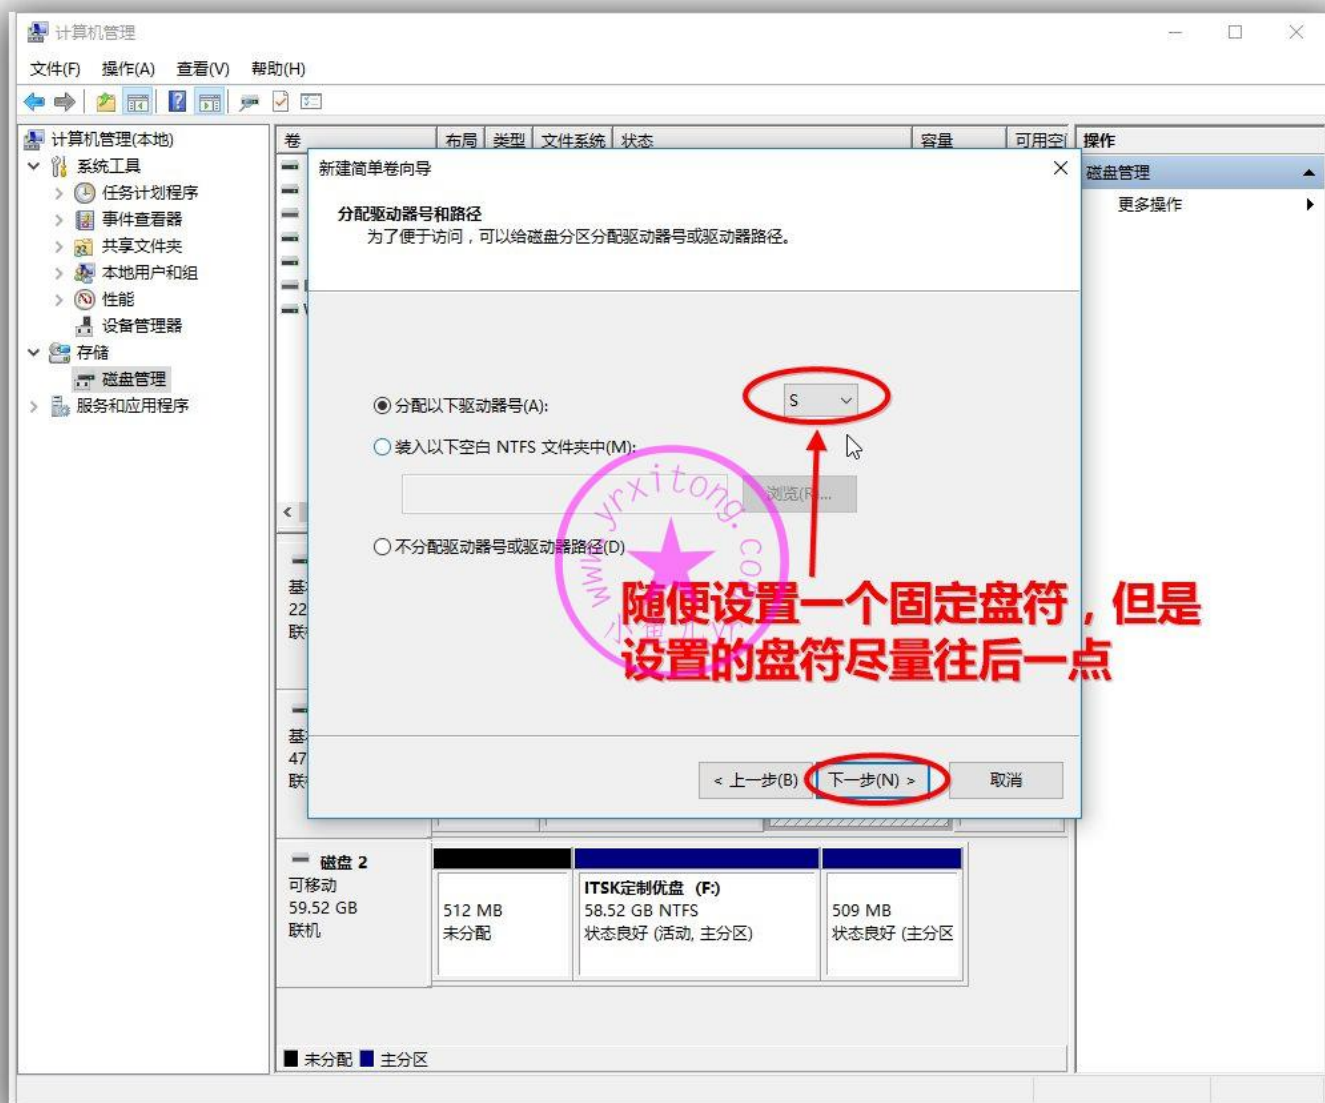 计算机管理
文件(F) 操作(A) 查看(V) 帮助(H)
计算机管理(本地)
系统工具
任务计划程序
事件查看器
共享文件夹
本地用户和组
性能
设备管理器
存储
磁盘管理
服务和应用程序
卷 布局 类型 文件系统 状态 容量 可用空
操作
磁盘管理
更多操作
新建简单卷向导
分配驱动器号和路径
为了便于访问，可以给磁盘分区分配驱动器号或驱动器路径。
分配以下驱动器号(A):
S
装入以下空白 NTFS 文件夹中(M):
浏览(R)...
不分配驱动器号或驱动器路径(D)
www.yrxitong.com
随便设置一个固定盘符，但是
设置的盘符尽量往后一点
< 上一步(B) 下一步(N) > 取消
基
22
联
基
47
联
磁盘 2
可移动
59.52 GB
联机
512 MB
未分配
ITSK定制优盘 (F:)
58.52 GB NTFS
状态良好 (活动, 主分区)
509 MB
状态良好 (主分区
未分配 主分区